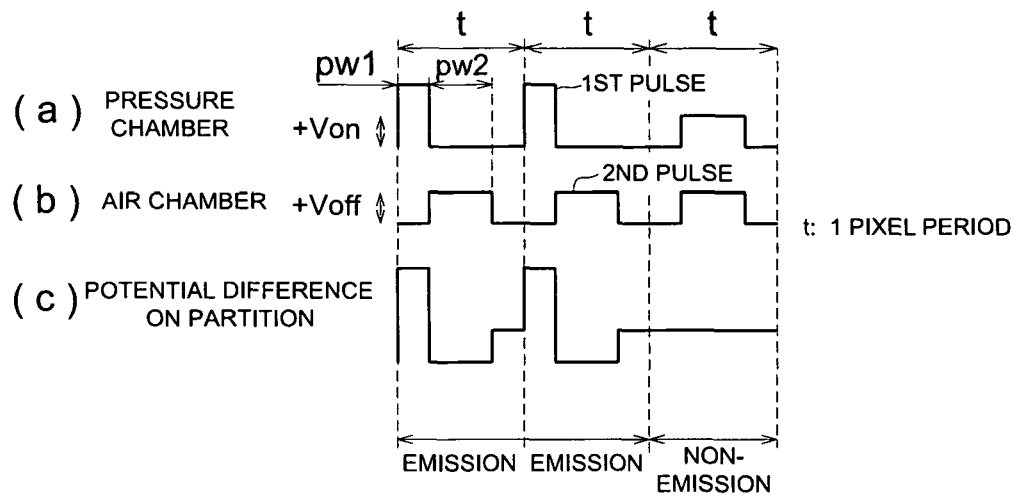 t t t
pw1 pw2
1ST PULSE
( a ) PRESSURE
CHAMBER
+Von
2ND PULSE
( b ) AIR CHAMBER +Voff
t: 1 PIXEL PERIOD
( c ) POTENTIAL DIFFERENCE
ON PARTITION
EMISSION EMISSION NON-
EMISSION